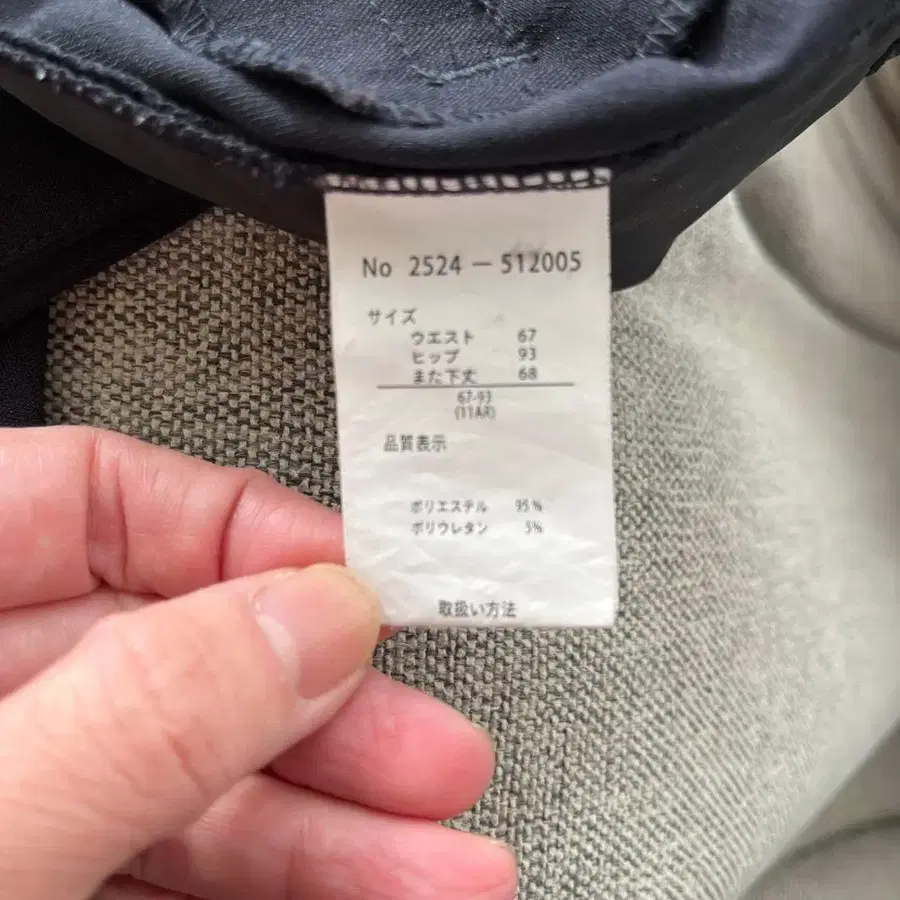 No 2524 — 512005
サイズ
ウエスト 67
ヒップ 93
また下丈 68
67-93
(11AR)
品質表示
ポリエステル 95%
ポリウレタン 5%
取扱い方法